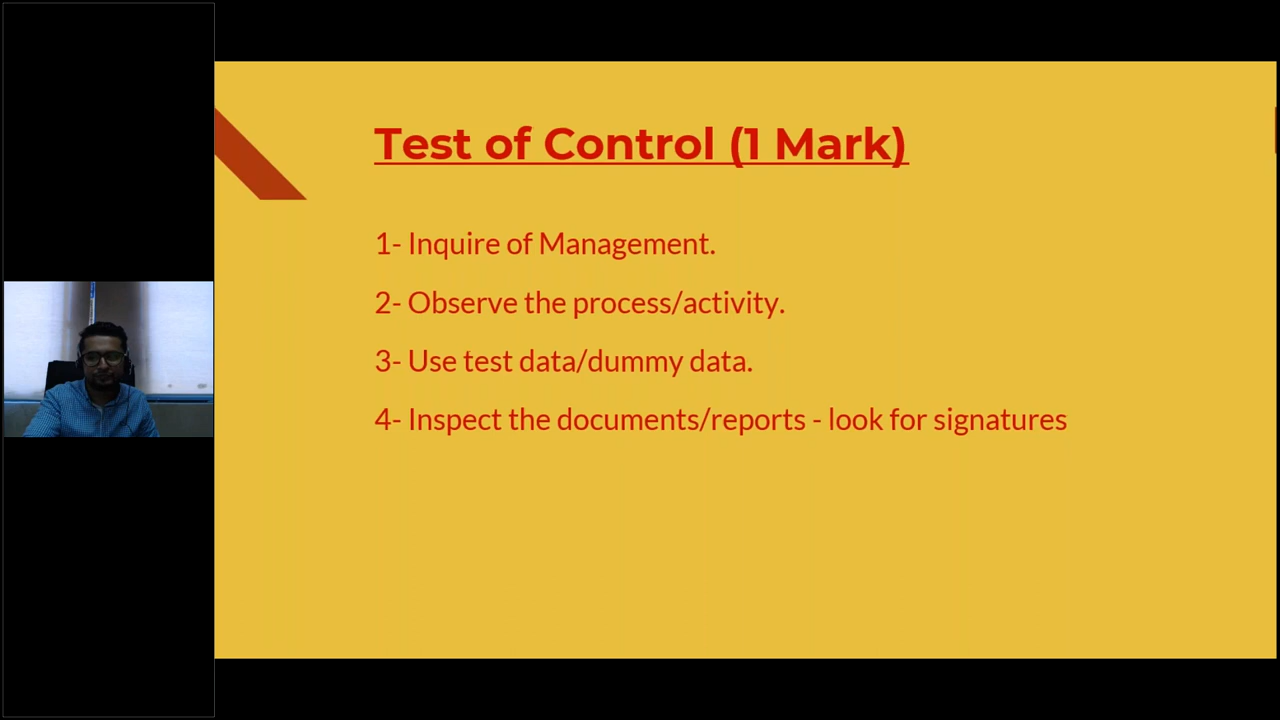 Test of Control (1 Mark)
1- Inquire of Management.
2- Observe the process/activity.
3- Use test data/dummy data.
4- Inspect the documents/reports - look for signatures